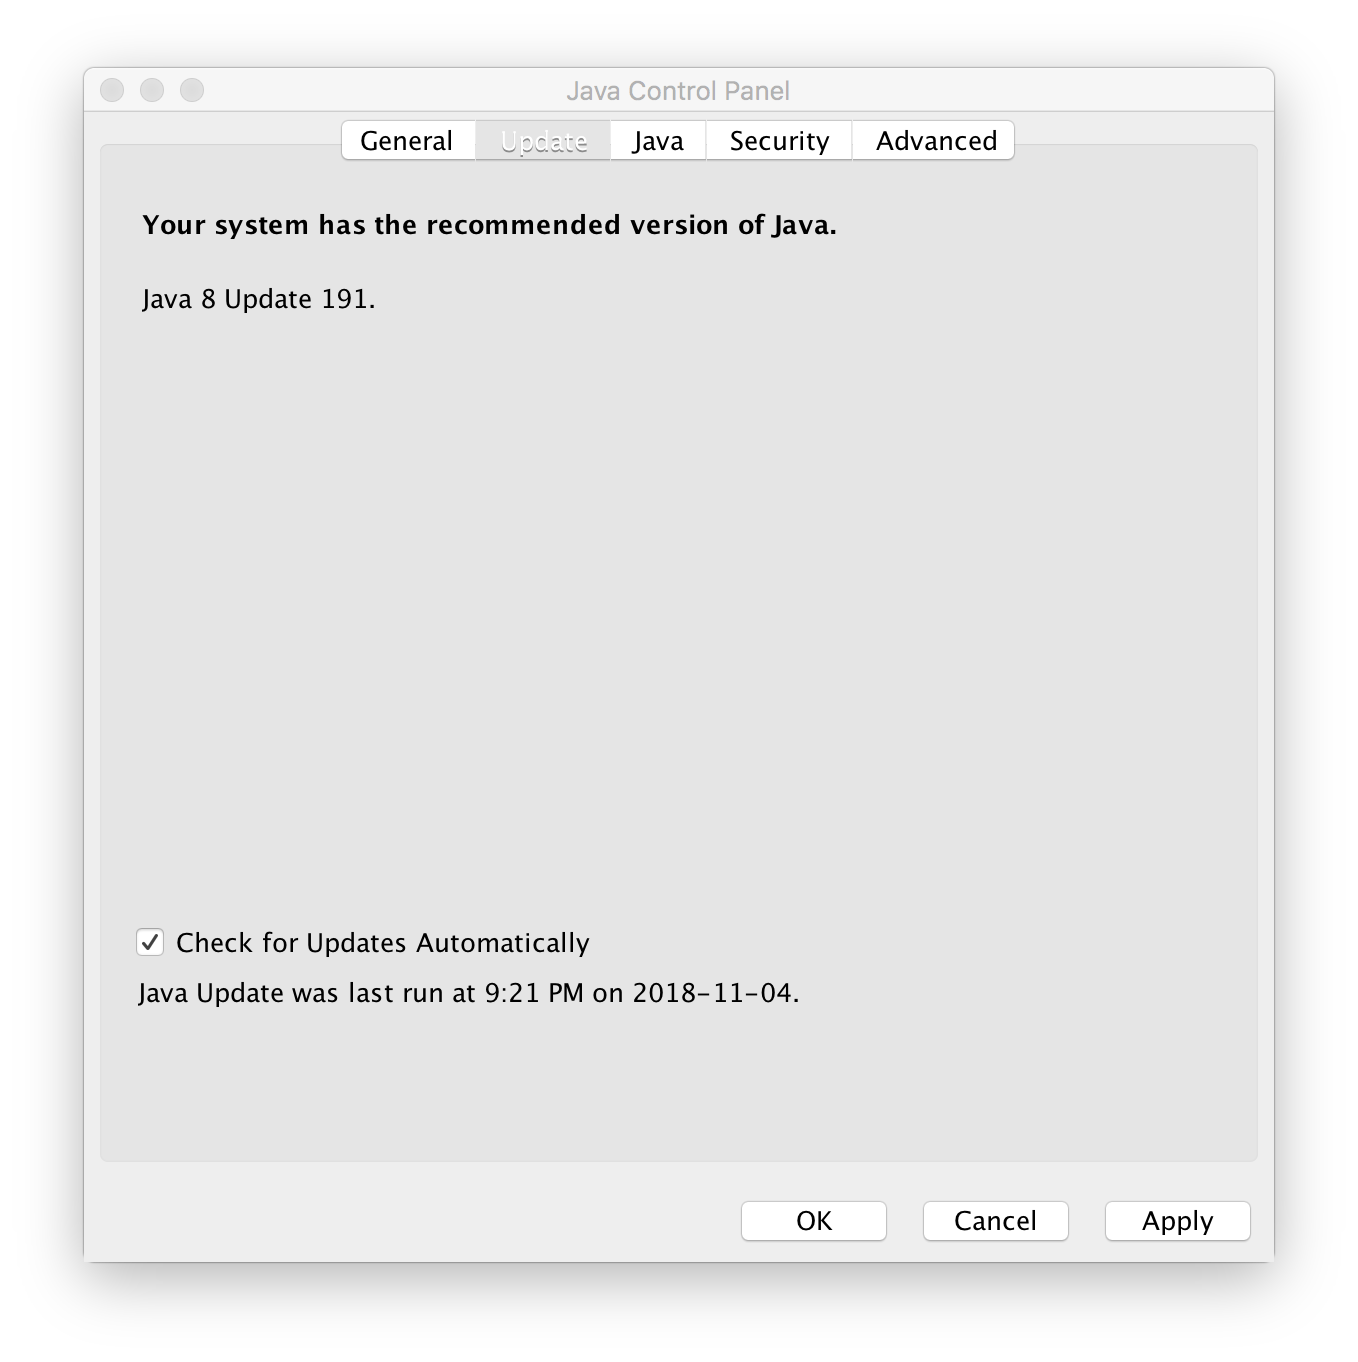 Java Control Panel
General Update Java Security Advanced
Your system has the recommended version of Java.
Java 8 Update 191.
Check for Updates Automatically
Java Update was last run at 9:21 PM on 2018-11-04.
OK Cancel Apply